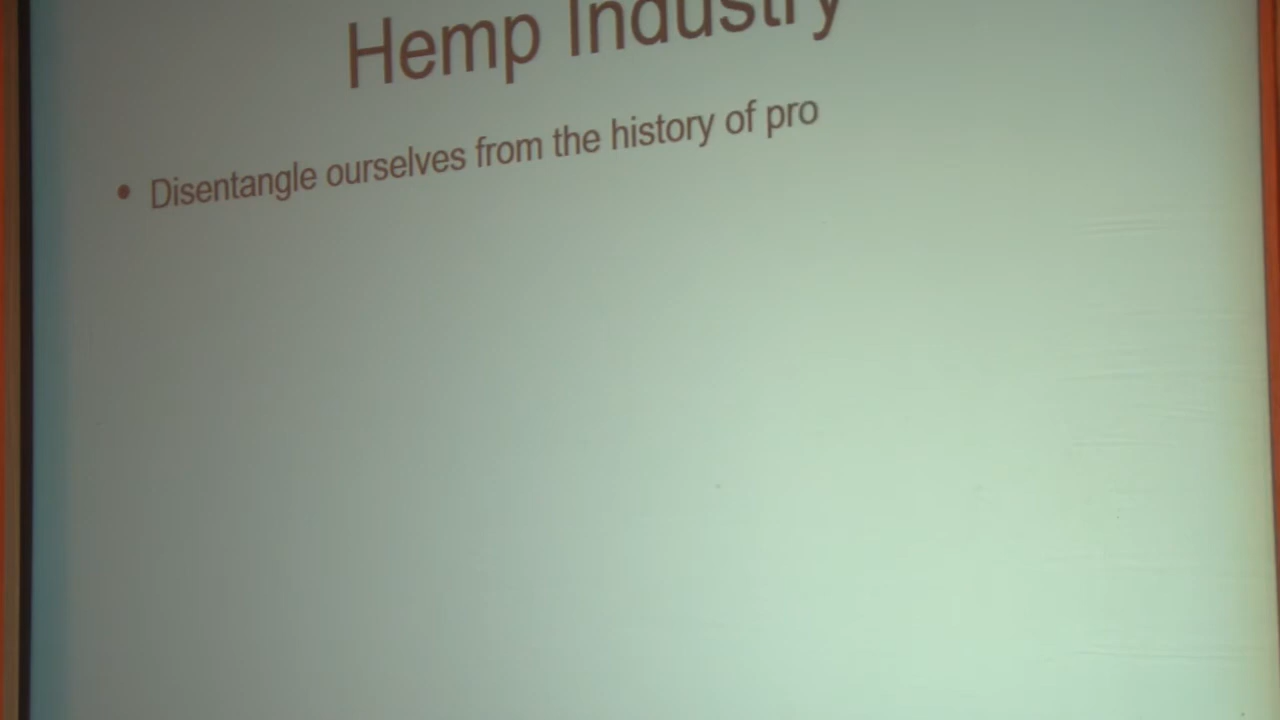 Hemp Industry
• Disentangle ourselves from the history of pro